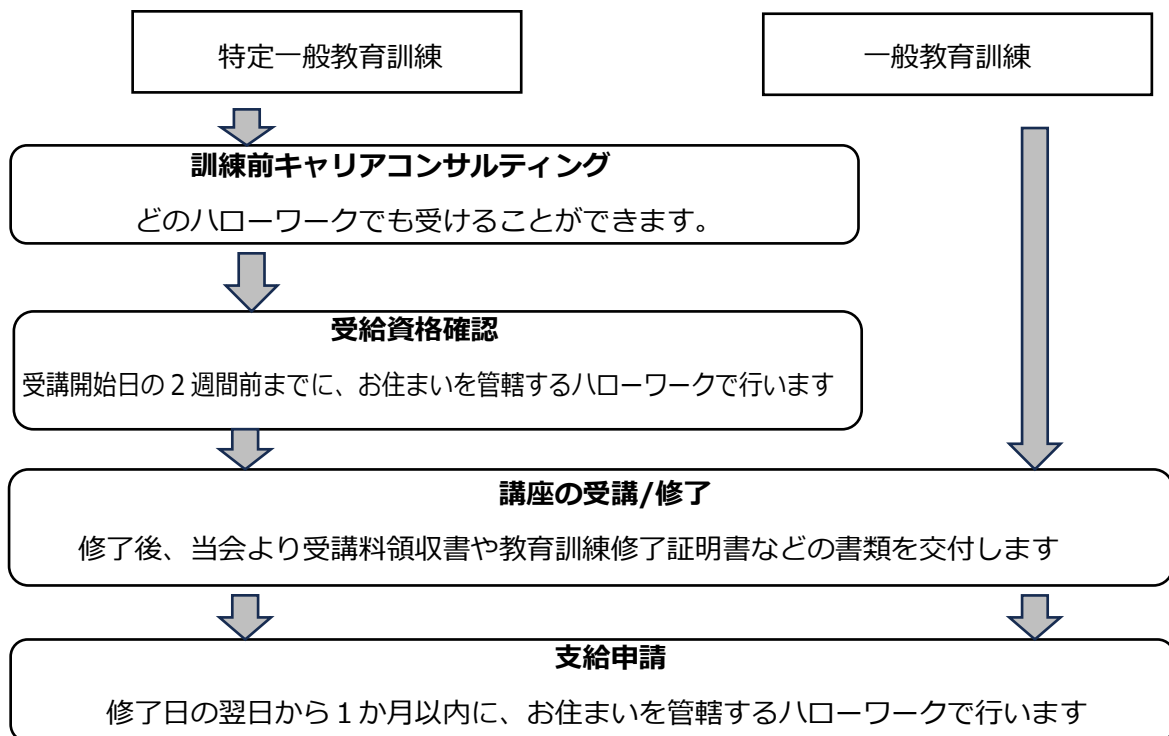 特定一般教育訓練
一般教育訓練
訓練前キャリアコンサルティング
どのハローワークでも受けることができます。
受給資格確認
受講開始日の２週間前までに、お住まいを管轄するハローワークで行います
講座の受講/修了
修了後、当会より受講料領収書や教育訓練修了証明書などの書類を交付します
支給申請
修了日の翌日から１か月以内に、お住まいを管轄するハローワークで行います